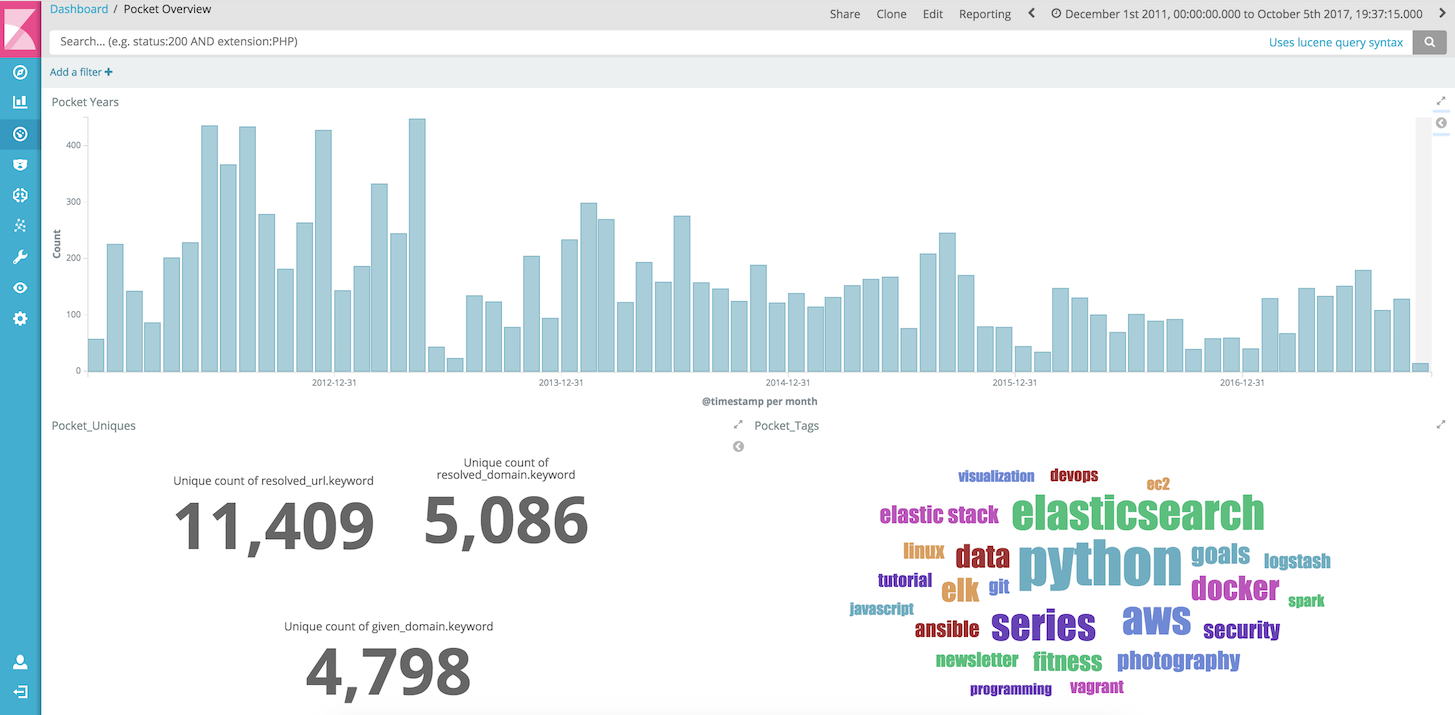 Dashboard / Pocket Overview
Share Clone Edit Reporting December 1st 2011, 00:00:00.000 to October 5th 2017, 19:37:15.000
Search... (e.g. status:200 AND extension:PHP) Uses lucene query syntax
Add a filter +
Pocket Years
400
300
200
100
0
Count
2012-12-31 2013-12-31 2014-12-31 2015-12-31 2016-12-31
@timestamp per month
Pocket_Uniques
Unique count of resolved_url.keyword
11,409
Unique count of
resolved_domain.keyword
5,086
Unique count of given_domain.keyword
4,798
Pocket_Tags
visualization devops
ec2
elastic stack elasticsearch
linux data python goals logstash
tutorial elk git docker spark
javascript
ansible series aws security
newsletter fitness photography
programming vagrant